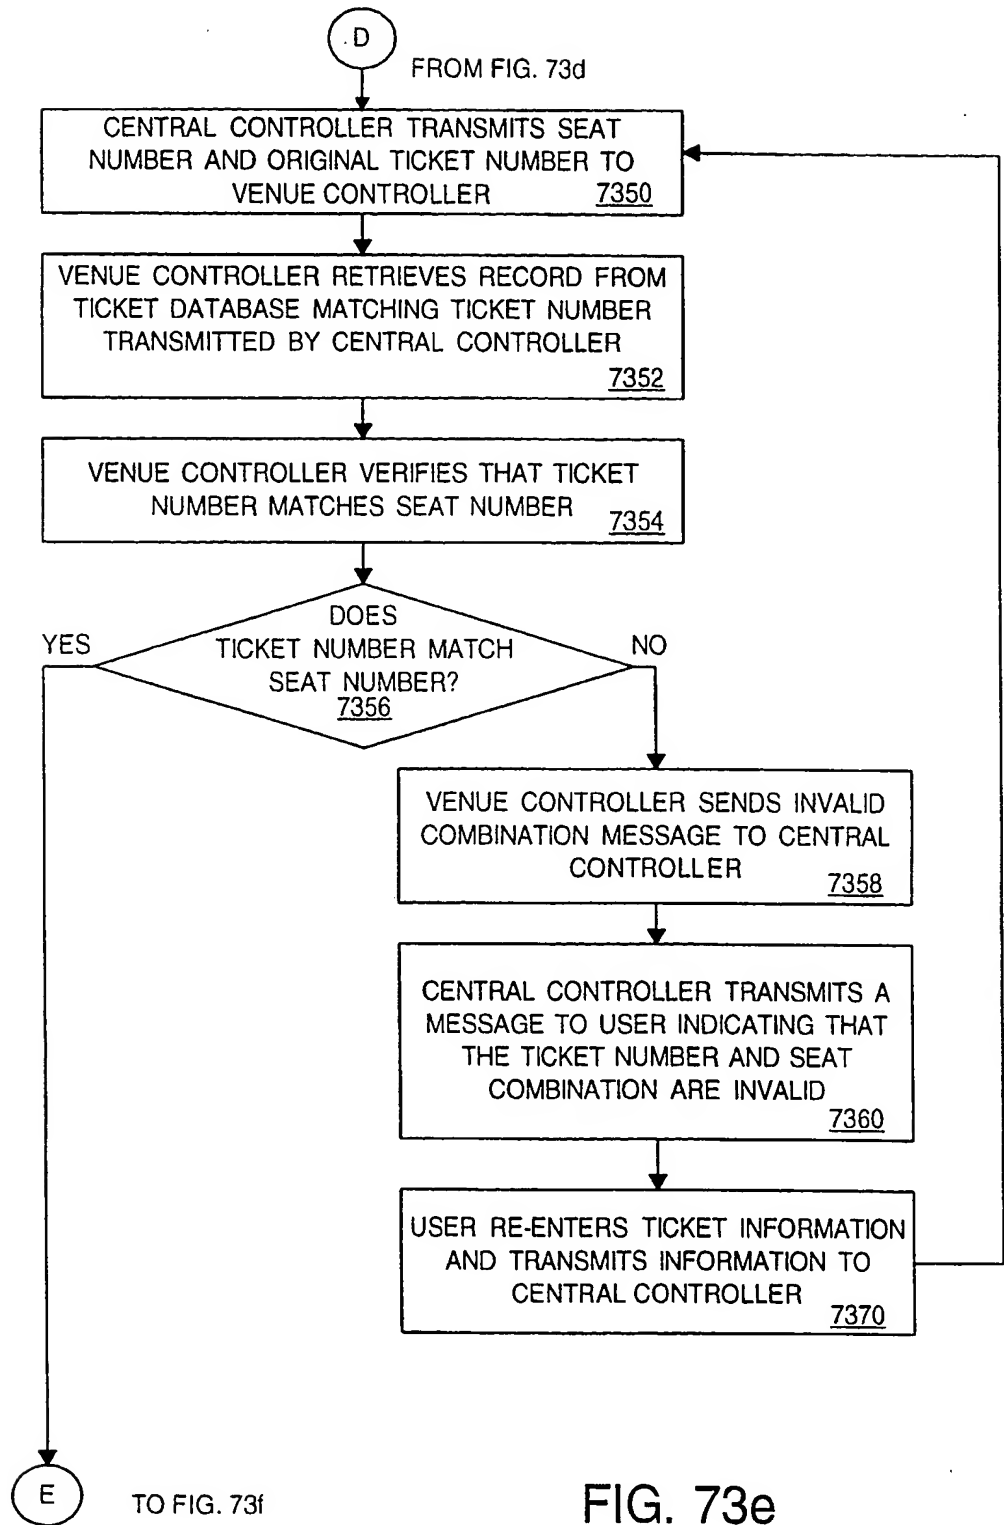 D
FROM FIG. 73d
CENTRAL CONTROLLER TRANSMITS SEAT
NUMBER AND ORIGINAL TICKET NUMBER TO
VENUE CONTROLLER 7350
VENUE CONTROLLER RETRIEVES RECORD FROM
TICKET DATABASE MATCHING TICKET NUMBER
TRANSMITTED BY CENTRAL CONTROLLER
7352
VENUE CONTROLLER VERIFIES THAT TICKET
NUMBER MATCHES SEAT NUMBER
7354
DOES
TICKET NUMBER MATCH
SEAT NUMBER?
7356
YES
NO
VENUE CONTROLLER SENDS INVALID
COMBINATION MESSAGE TO CENTRAL
CONTROLLER
7358
CENTRAL CONTROLLER TRANSMITS A
MESSAGE TO USER INDICATING THAT
THE TICKET NUMBER AND SEAT
COMBINATION ARE INVALID
7360
USER RE-ENTERS TICKET INFORMATION
AND TRANSMITS INFORMATION TO
CENTRAL CONTROLLER
7370
E
TO FIG. 73f
FIG. 73e